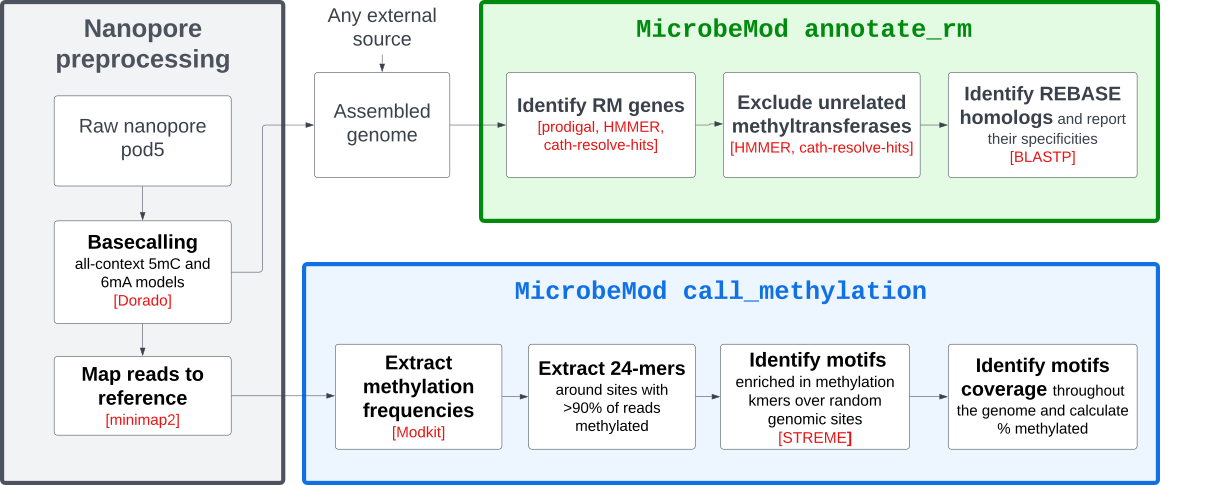 Nanopore
preprocessing
Raw nanopore
pod5
Basecalling
all-context 5mC and
6mA models
[Dorado]
Map reads to
reference
[minimap2]
Any external
source
Assembled
genome
MicrobeMod annotate_rm
Identify RM genes
[prodigal, HMMER,
cath-resolve-hits]
Exclude unrelated
methyltransferases
[HMMER, cath-resolve-hits]
Identify REBASE
homologs and report
their specificities
[BLASTP]
MicrobeMod call_methylation
Extract
methylation
frequencies
[Modkit]
Extract 24-mers
around sites with
>90% of reads
methylated
Identify motifs
enriched in methylation
kmers over random
genomic sites
[STREME]
Identify motifs
coverage throughout
the genome and calculate
% methylated